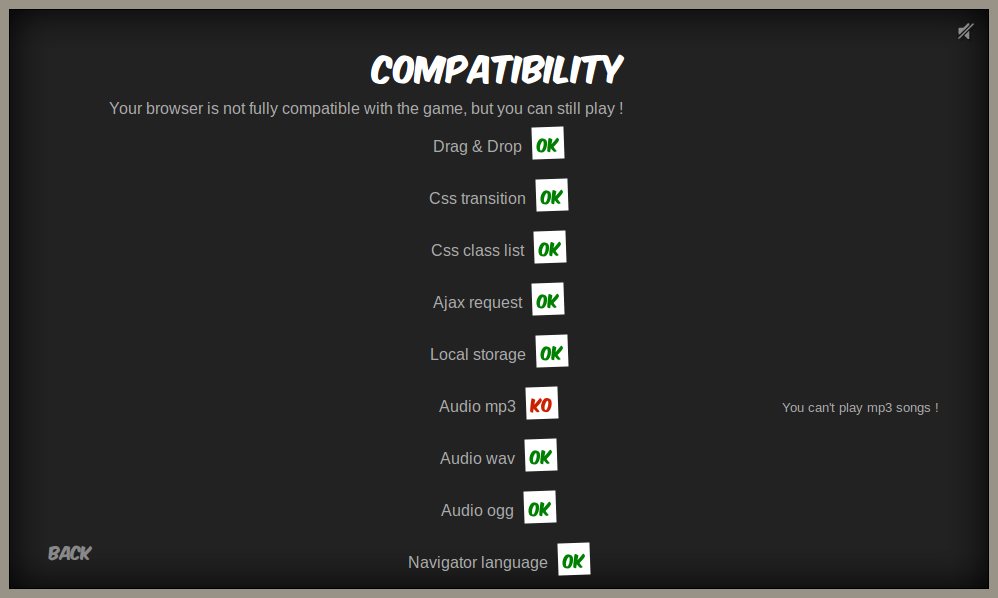 COMPATIBILITY
Your browser is not fully compatible with the game, but you can still play !
Drag & Drop OK
Css transition OK
Css class list OK
Ajax request OK
Local storage OK
Audio mp3 KO You can't play mp3 songs !
Audio wav OK
Audio ogg OK
BACK
Navigator language OK